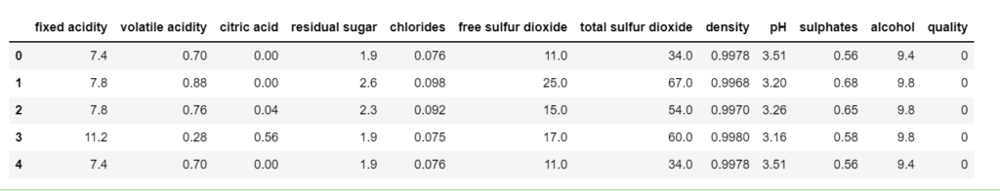 fixed acidity volatile acidity citric acid residual sugar chlorides free sulfur dioxide total sulfur dioxide density pH sulphates alcohol quality
0 7.4 0.70 0.00 1.9 0.076 11.0 34.0 0.9978 3.51 0.56 9.4 0
1 7.8 0.88 0.00 2.6 0.098 25.0 67.0 0.9968 3.20 0.68 9.8 0
2 7.8 0.76 0.04 2.3 0.092 15.0 54.0 0.9970 3.26 0.65 9.8 0
3 11.2 0.28 0.56 1.9 0.075 17.0 60.0 0.9980 3.16 0.58 9.8 0
4 7.4 0.70 0.00 1.9 0.076 11.0 34.0 0.9978 3.51 0.56 9.4 0